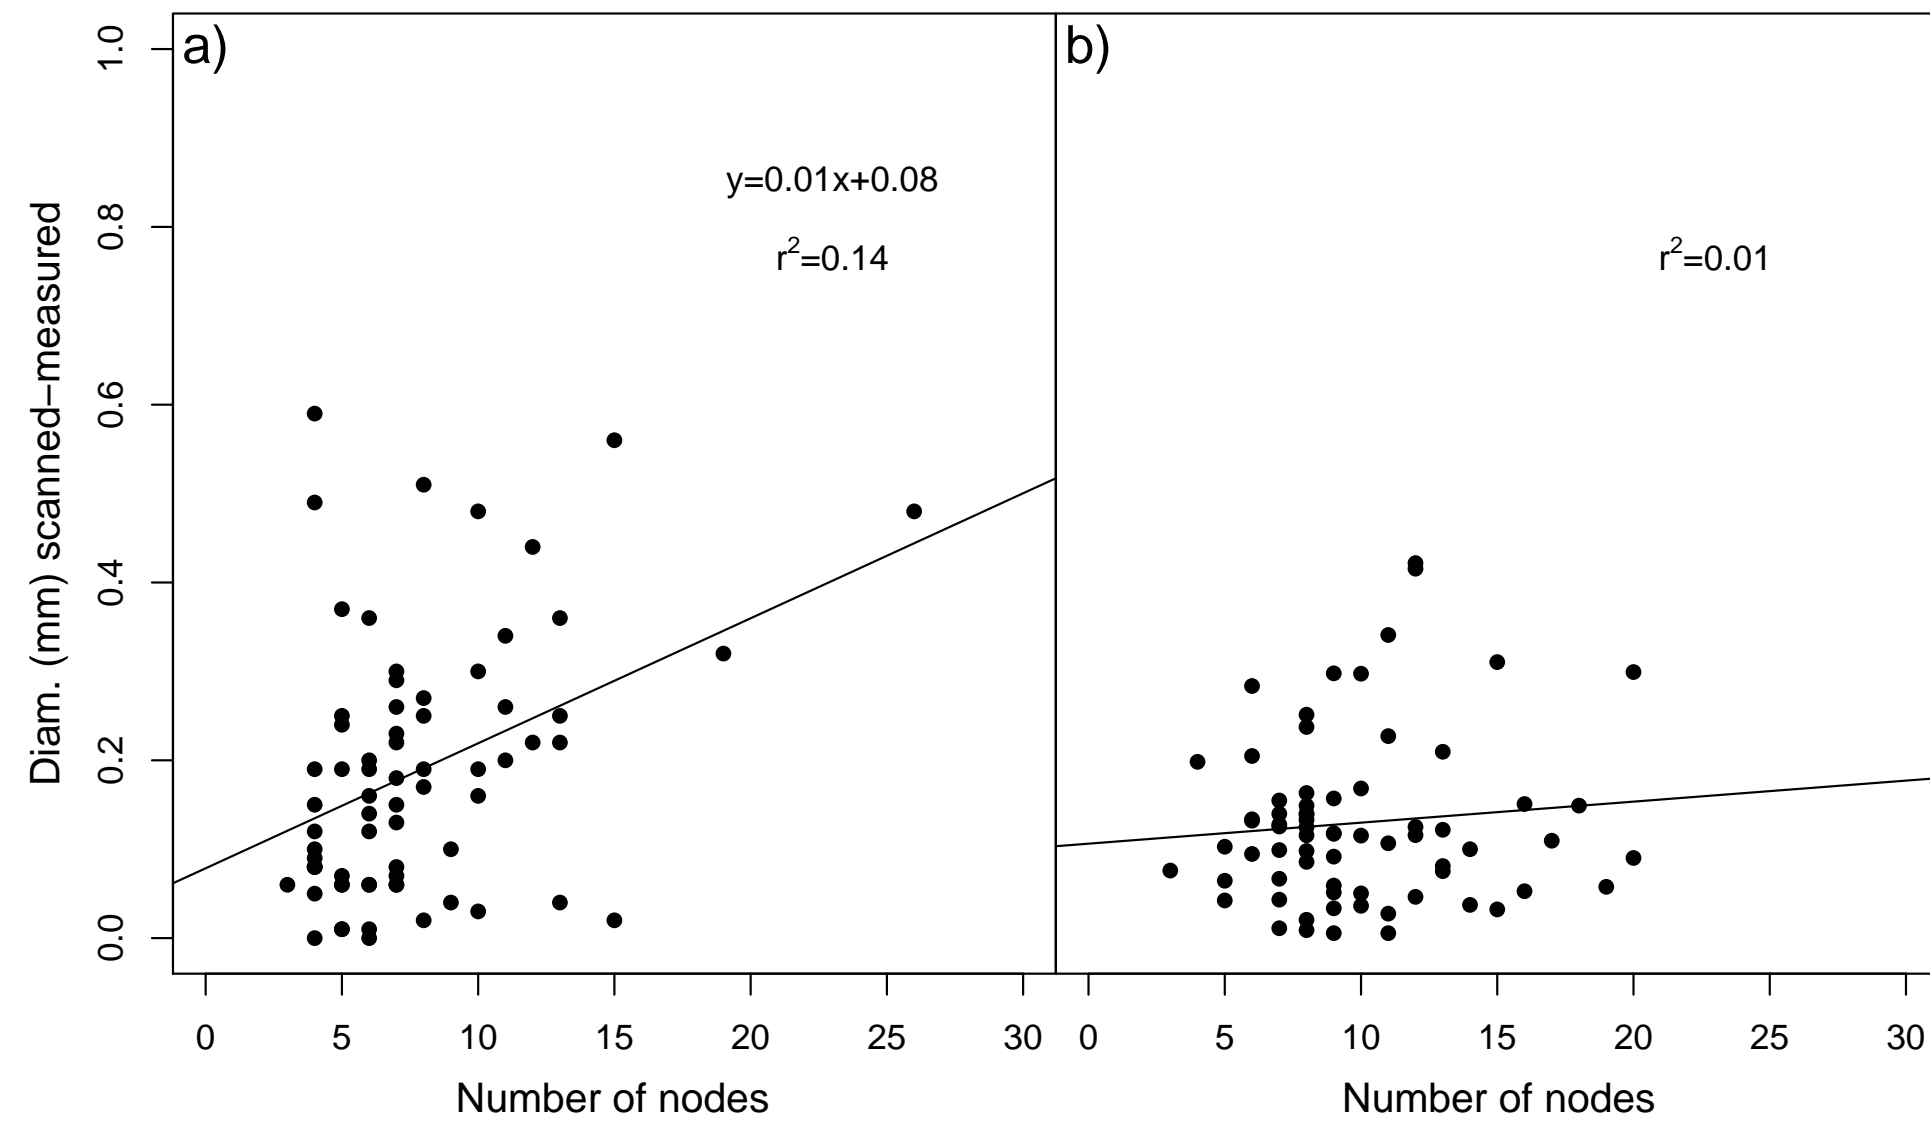 a)
b)
y=0.01x+0.08
r²=0.14
r²=0.01
Diam. (mm) scanned−measured
1.0
0.8
0.6
0.4
0.2
0.0
0 5 10 15 20 25 30
0 5 10 15 20 25 30
Number of nodes
Number of nodes